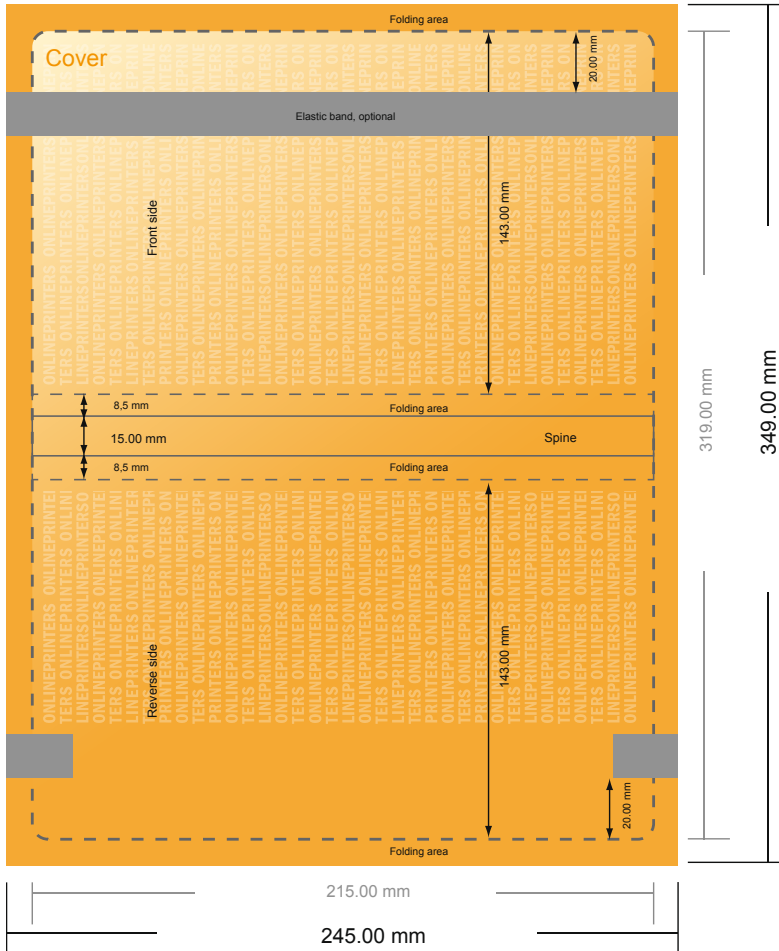 Folding area
Cover
20.00 mm
Elastic band, optional
Front side
143.00 mm
8,5 mm
Folding area
15.00 mm
Spine
8,5 mm
Folding area
319.00 mm
349.00 mm
Reverse side
143.00 mm
20.00 mm
Folding area
215.00 mm
245.00 mm